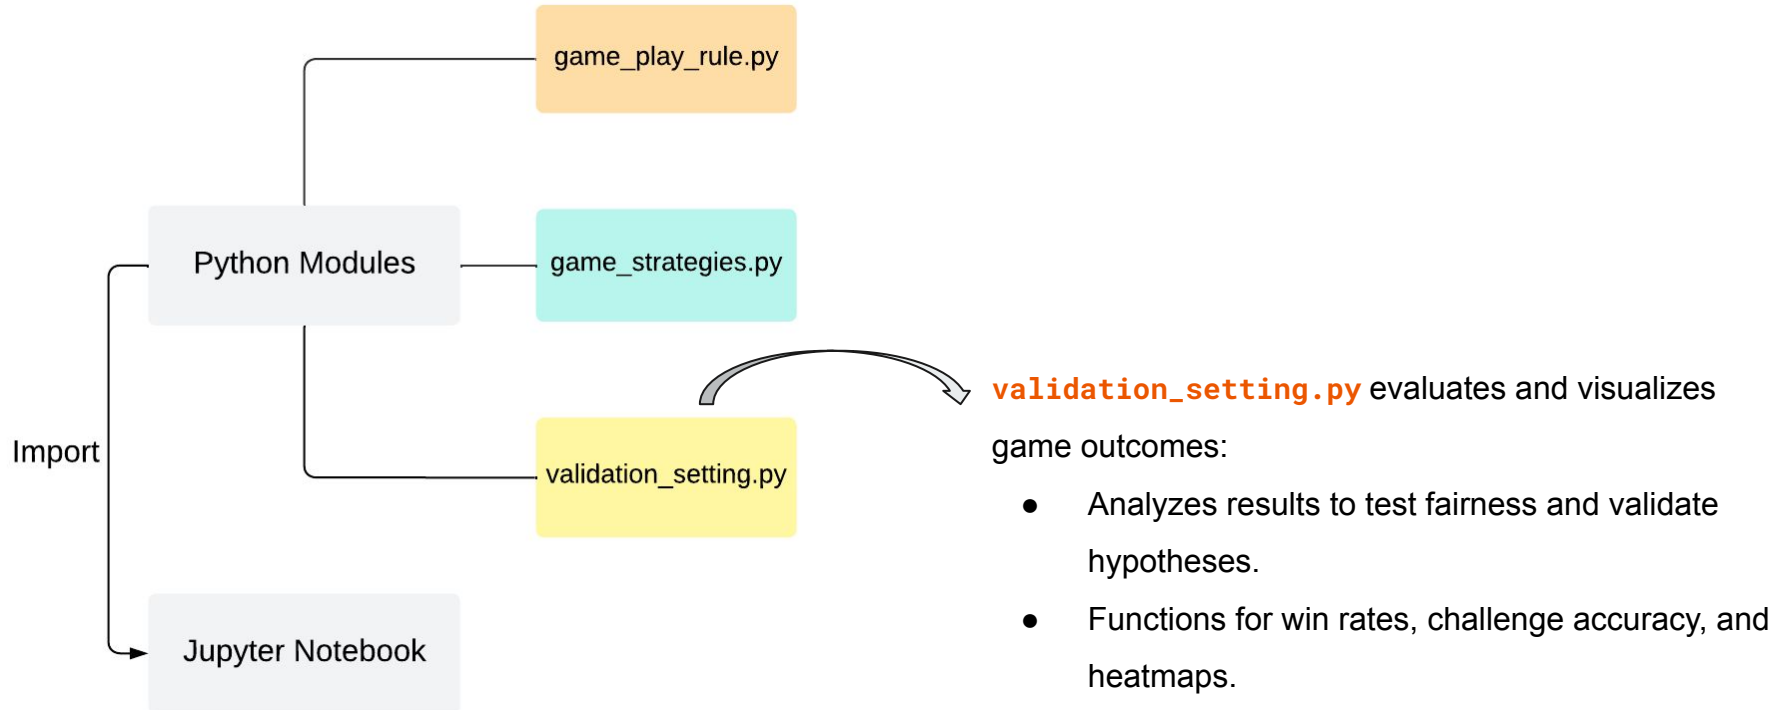 game_play_rule.py
Python Modules
game_strategies.py
validation_setting.py evaluates and visualizes
game outcomes:
Import
validation_setting.py
● Analyzes results to test fairness and validate
hypotheses.
● Functions for win rates, challenge accuracy, and
heatmaps.
Jupyter Notebook